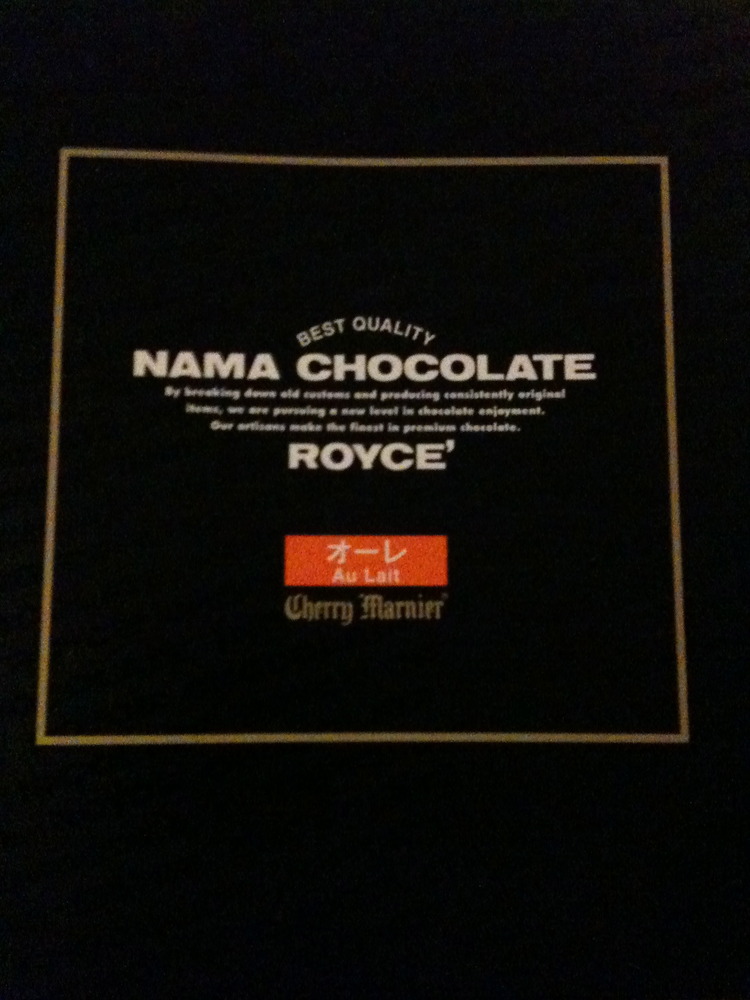 BEST QUALITY
NAMA CHOCOLATE
By breaking down old customs and producing consistently original
items, we are pursuing a new level in chocolate enjoyment.
Our artisans make the finest in premium chocolate.
ROYCE'
オーレ
Au Lait
Cherry Marnier